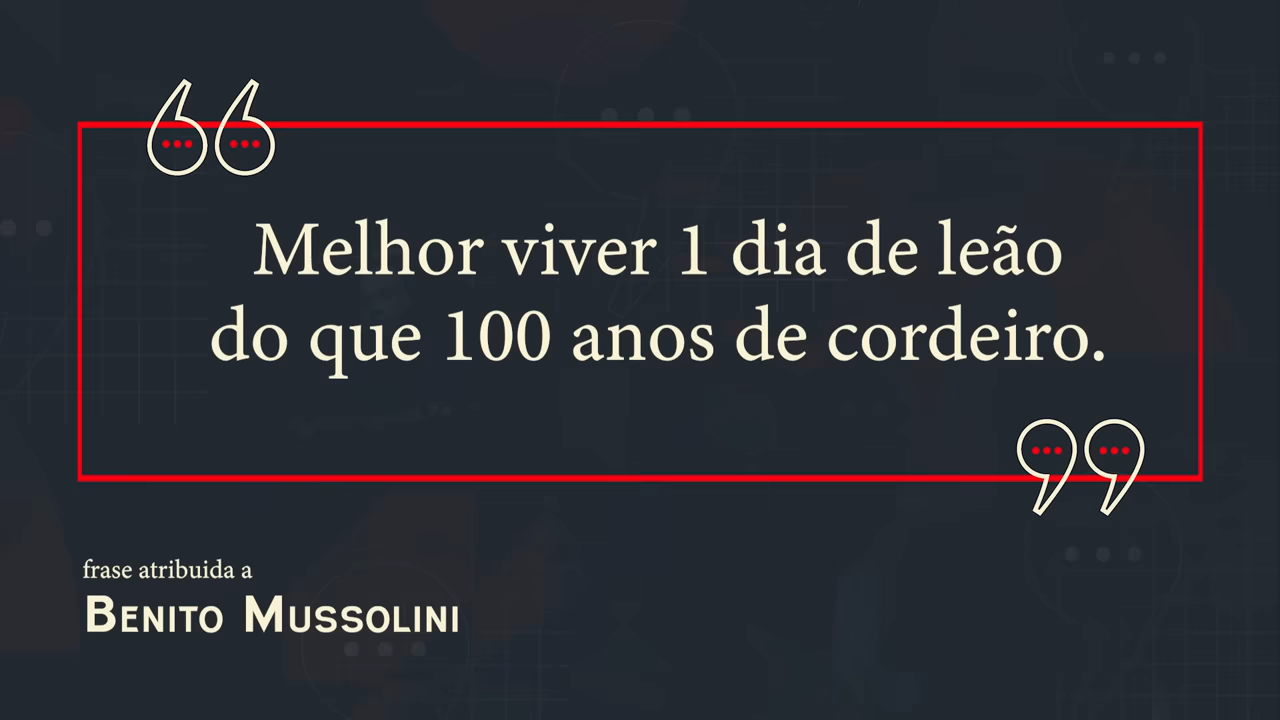 Melhor viver 1 dia de leão
do que 100 anos de cordeiro.
frase atribuida a
BENITO MUSSOLINI